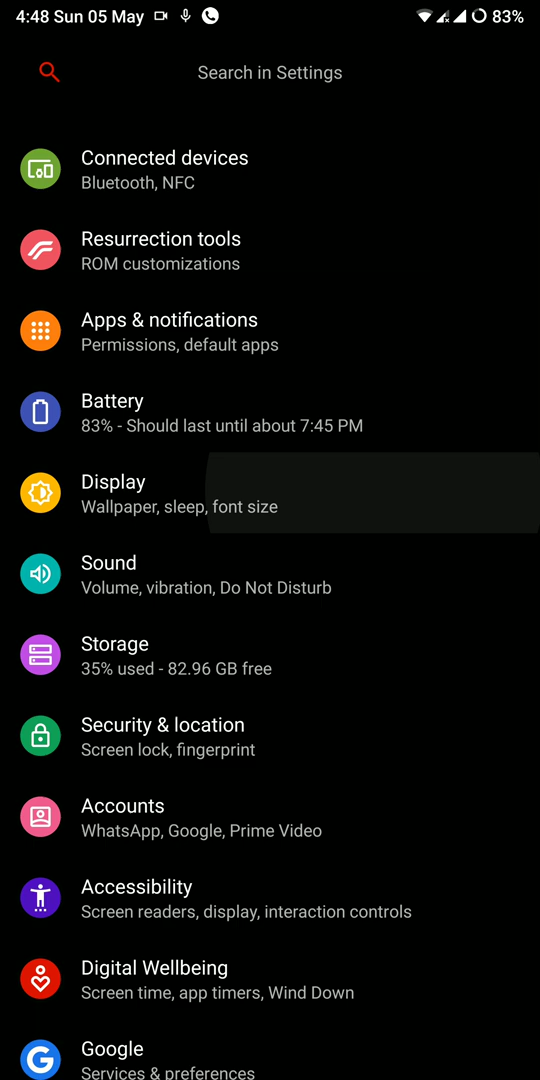 4:48 Sun 05 May 83%
Search in Settings
Connected devices
Bluetooth, NFC
Resurrection tools
ROM customizations
Apps & notifications
Permissions, default apps
Battery
83% - Should last until about 7:45 PM
Display
Wallpaper, sleep, font size
Sound
Volume, vibration, Do Not Disturb
Storage
35% used - 82.96 GB free
Security & location
Screen lock, fingerprint
Accounts
WhatsApp, Google, Prime Video
Accessibility
Screen readers, display, interaction controls
Digital Wellbeing
Screen time, app timers, Wind Down
Google
Services & preferences